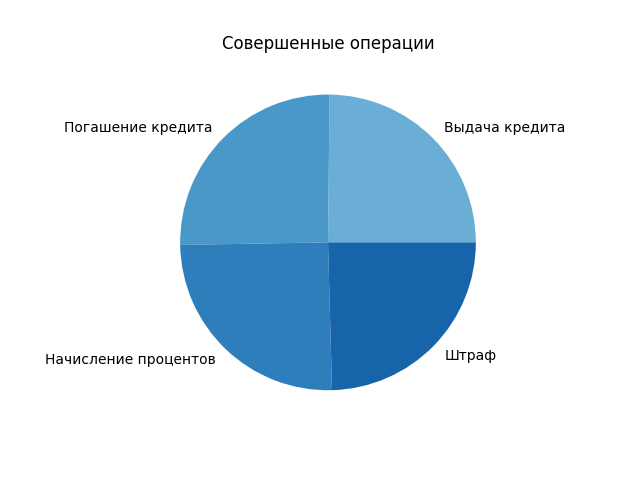 Совершенные операции
Погашение кредита
Выдача кредита
Начисление процентов
Штраф